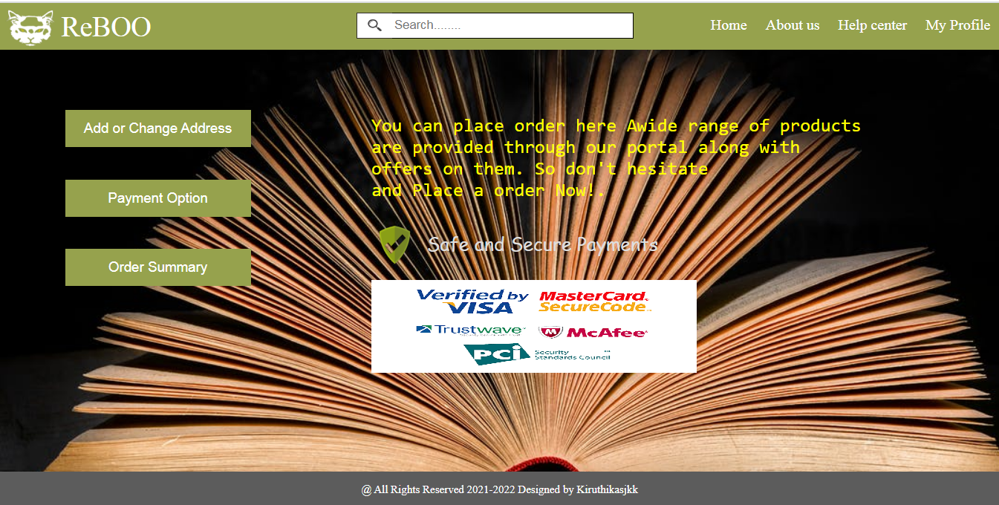 ReBOO
Search........
Home
About us
Help center
My Profile
Add or Change Address
Payment Option
Order Summary
You can place order here Awide range of products
are provided through our portal along with
offers on them. So don't hesitate
and Place a order Now!.
Safe and Secure Payments
Verified by
VISA
MasterCard
SecureCode
Trustwave
McAfee
PCi
Security
Standards Council
@ All Rights Reserved 2021-2022 Designed by Kiruthikasjkk